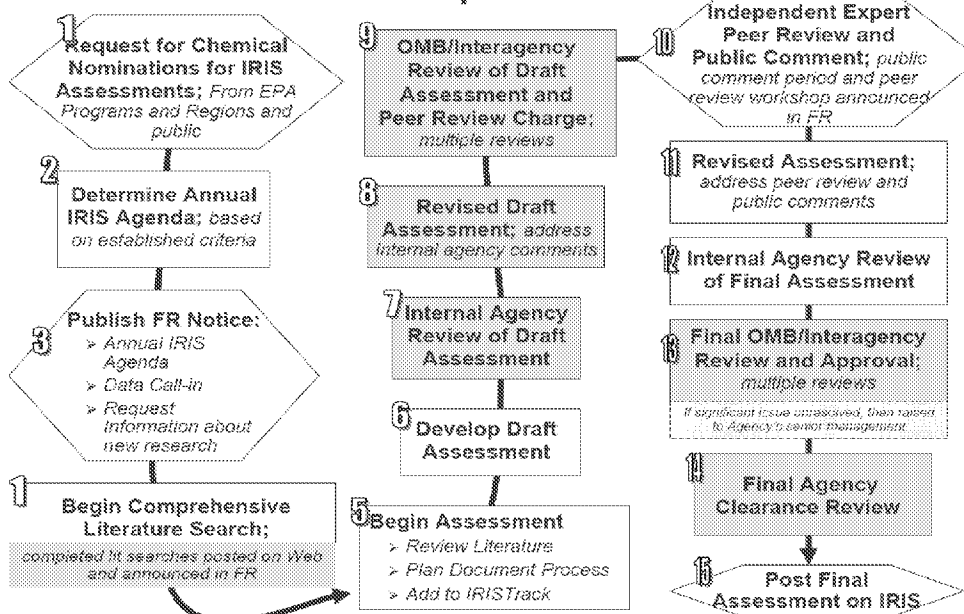 1
Request for Chemical
Nominations for IRIS
Assessments; From EPA
Programs and Regions and
public
2
Determine Annual
IRIS Agenda; based
on established criteria
3
Publish FR Notice:
➢ Annual IRIS
Agenda
➢ Data Call-in
➢ Request
Information about
new research
1
Begin Comprehensive
Literature Search;
completed lit searches posted on Web
and announced in FR
5
Begin Assessment
➢ Review Literature
➢ Plan Document Process
➢ Add to IRISTrack
6
Develop Draft
Assessment
7
Internal Agency
Review of Draft
Assessment
8
Revised Draft
Assessment; address
internal agency comments
9
OMB/Interagency
Review of Draft
Assessment and
Peer Review Charge;
multiple reviews
10
Independent Expert
Peer Review and
Public Comment; public
comment period and peer
review workshop announced
in FR
11
Revised Assessment;
address peer review and
public comments
12
Internal Agency Review
of Final Assessment
13
Final OMB/Interagency
Review and Approval;
multiple reviews
If significant issue unresolved, then raised
to Agency's senior management
14
Final Agency
Clearance Review
15
Post Final
Assessment on IRIS